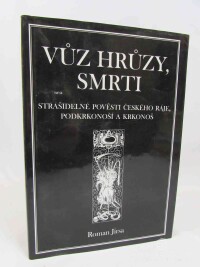 VŮZ HRŮZY,
SMRTI
STRAŠIDELNÉ POVĚSTI ČESKÉHO RÁJE,
PODKRKONOŠÍ A KRKONOŠ
Roman Jirsa